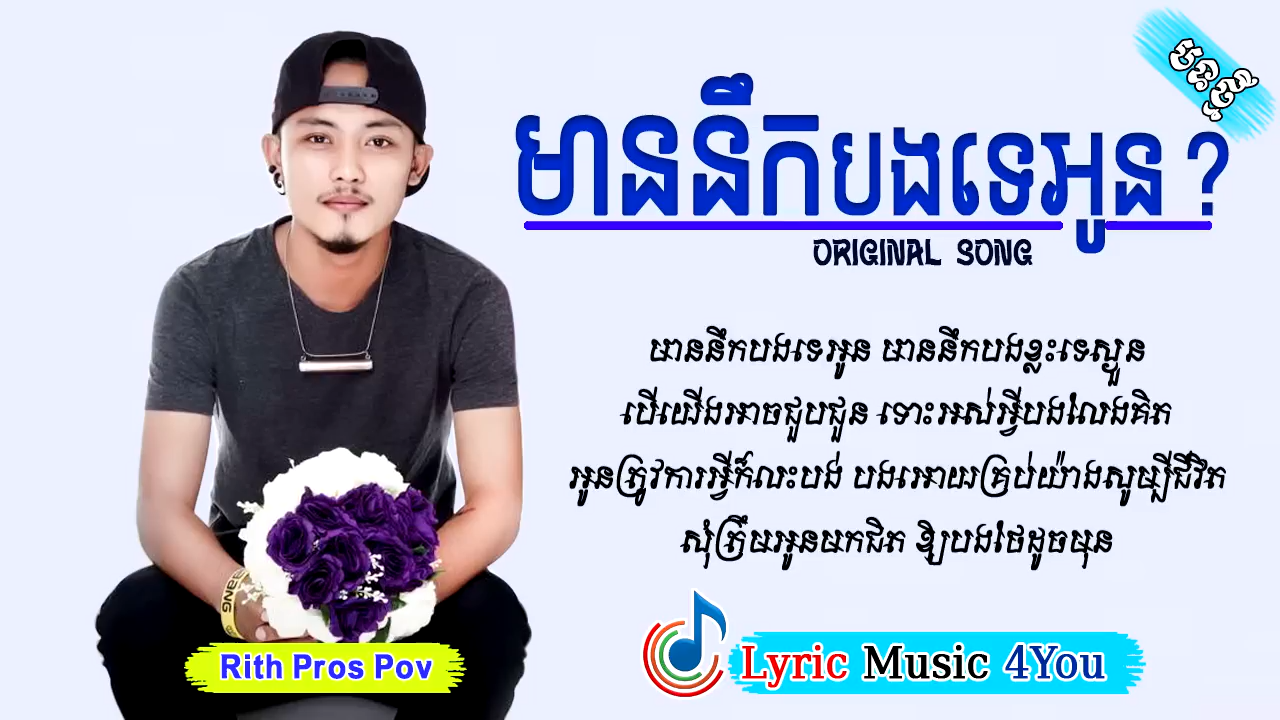 បទថ្មី
មាននឹកបងទេអូន ?
ORIGINAL SONG
មាននឹកបងទេអូន មាននឹកបងខ្លះទេស្ងួន
បើយើងអាចជួបជួន ទោះអស់អ្វីបងលែងគិត
អូនត្រូវការអ្វីក៏លះបង់ បងអោយគ្រប់យ៉ាងសូម្បីជីវិត
សុំត្រឹមអូនមកជិត ឱ្យបងថែដូចមុន
Rith Pros Pov
Lyric Music 4You